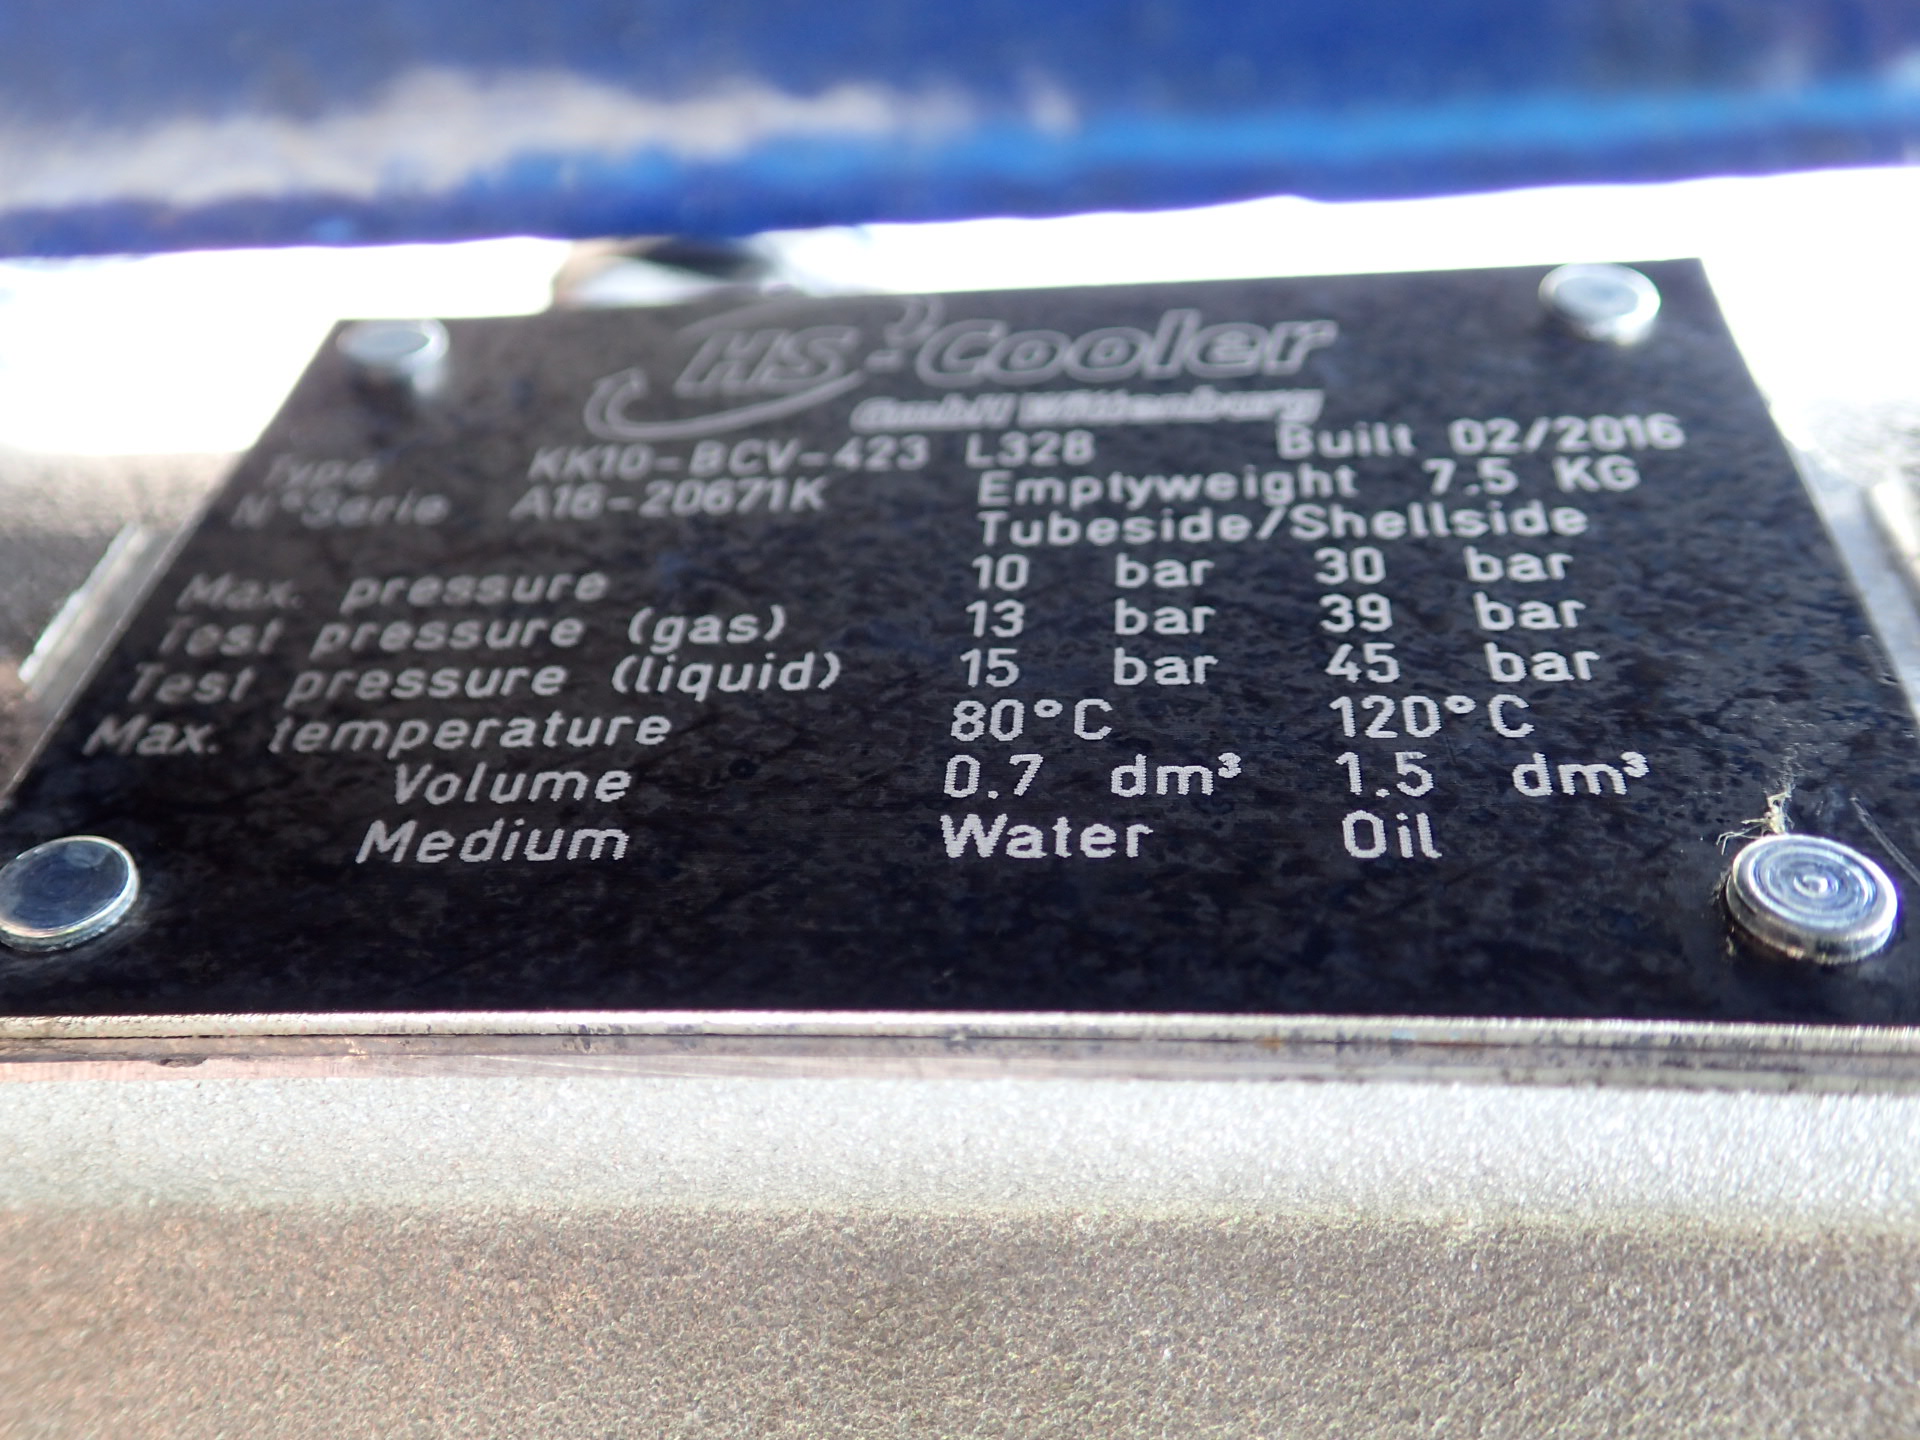 HS-Cooler
GmbH Wittenburg
Type KK10-BCV-423 L328 Built 02/2016
N°Serie A16-20671K Emptyweight 7.5 KG
Tubeside/Shellside
Max. pressure 10 bar 30 bar
Test pressure (gas) 13 bar 39 bar
Test pressure (liquid) 15 bar 45 bar
Max. temperature 80°C 120°C
Volume 0.7 dm³ 1.5 dm³
Medium Water Oil